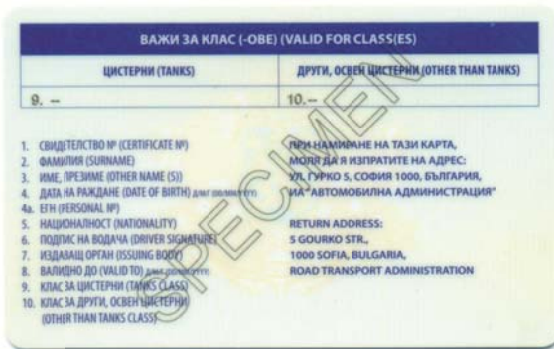 ВАЖИ ЗА КЛАС (-ОВЕ) (VALID FOR CLASS(ES)
ЦИСТЕРНИ (TANKS)
ДРУГИ, ОСВЕН ЦИСТЕРНИ (OTHER THAN TANKS)
9. --
10.--
1. СВИДЕТЕЛСТВО № (CERTIFICATE №)
2. ФАМИЛИЯ (SURNAME)
3. ИМЕ, ПРЕЗИМЕ (OTHER NAME (S))
4. ДАТА НА РАЖДАНЕ (DATE OF BIRTH)
4a. ЕГН (PERSONAL №)
5. НАЦИОНАЛНОСТ (NATIONALITY)
6. ПОДПИС НА ВОДАЧА (DRIVER SIGNATURE)
7. ИЗДАВАЩ ОРГАН (ISSUING BODY)
8. ВАЛИДНО ДО (VALID TO)
9. КЛАС ЗА ЦИСТЕРНИ (TANKS CLASS)
10. КЛАС ЗА ДРУГИ, ОСВЕН ЦИСТЕРНИ
(OTHER THAN TANKS CLASS)
ПРИ НАМИРАНЕ НА ТАЗИ КАРТА,
МОЛЯ ДА Я ИЗПРАТИТЕ НА АДРЕС:
УЛ. ГУРКО 5, СОФИЯ 1000, БЪЛГАРИЯ,
ИА "АВТОМОБИЛНА АДМИНИСТРАЦИЯ"
RETURN ADDRESS:
5 GOURKO STR.,
1000 SOFIA, BULGARIA,
ROAD TRANSPORT ADMINISTRATION
SPECIMEN